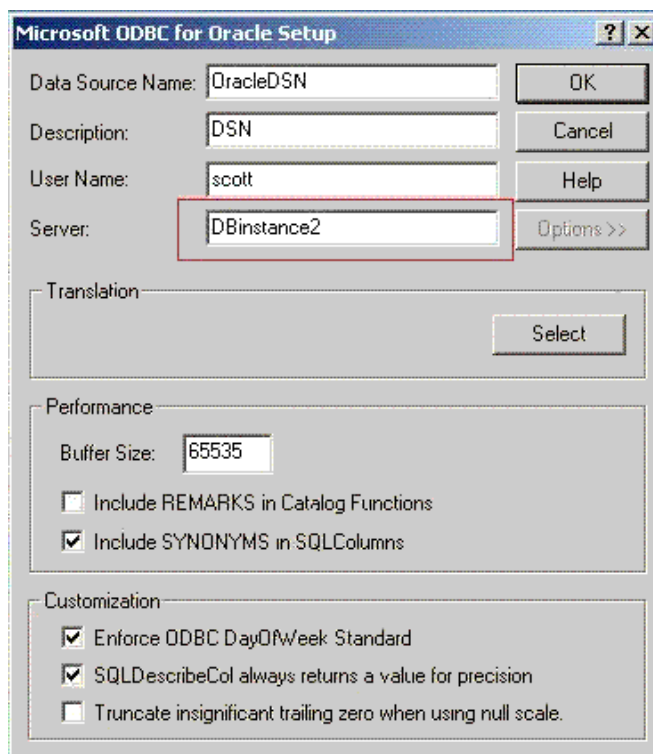 Microsoft ODBC for Oracle Setup
Data Source Name: OracleDSN OK
Description: DSN Cancel
User Name: scott Help
Server: DBinstance2 Options >>
Translation
Select
Performance
Buffer Size: 65535
Include REMARKS in Catalog Functions
Include SYNONYMS in SQLColumns
Customization
Enforce ODBC DayOfWeek Standard
SQLDescribeCol always returns a value for precision
Truncate insignificant trailing zero when using null scale.